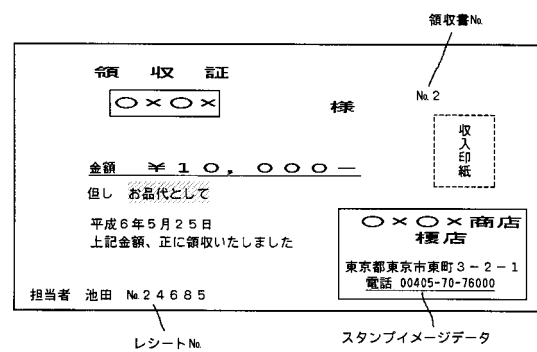 領収書№
領 収 証
○×○×
様
№ 2
収入印紙
金額 ¥10,000―
但し お品代として
平成6年5月25日
上記金額、正に領収いたしました
○×○×商店
榎店
東京都東京市東町3-2-1
電話 00405-70-76000
担当者 池田 №24685
レシート№
スタンプイメージデータ